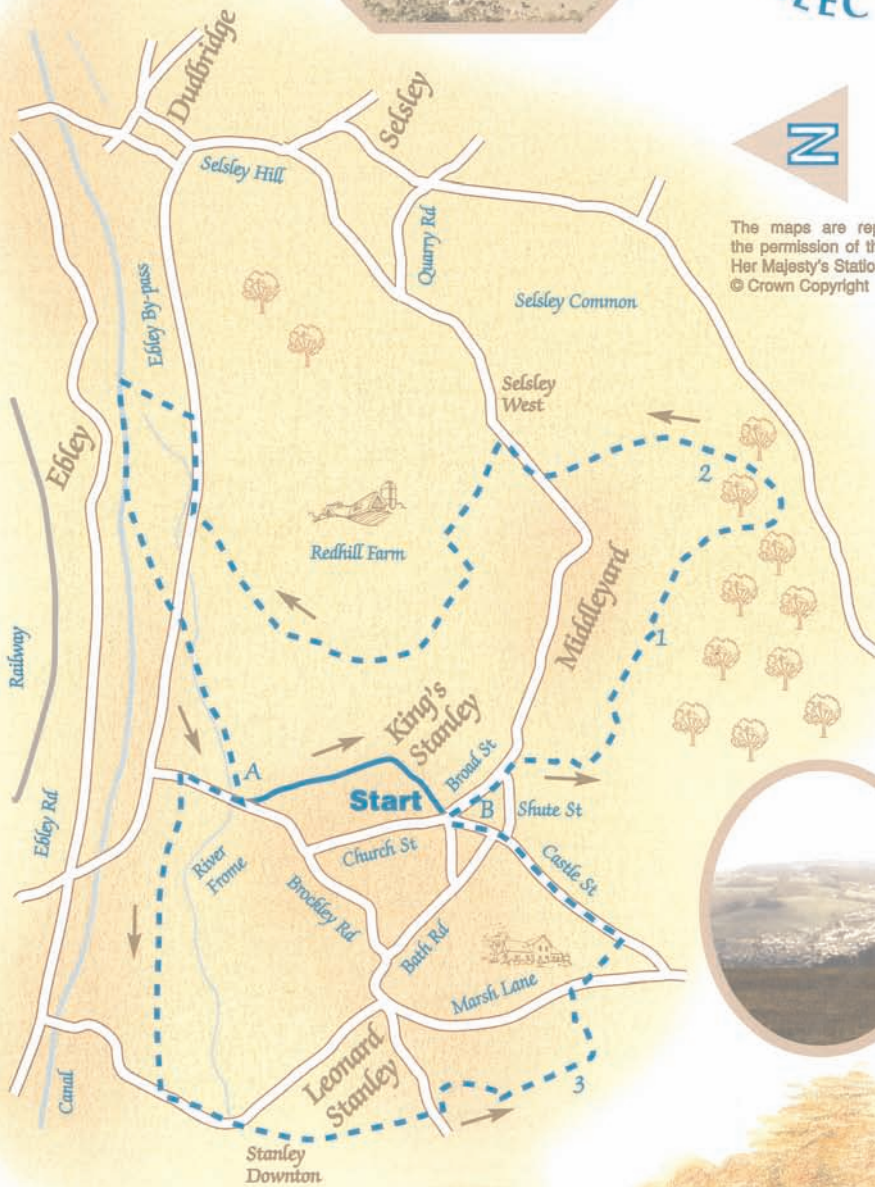 Dudbridge
Selsley
Selsley Hill
N
Quarry Rd
The maps are rep
the permission of th
Her Majesty's Statio
© Crown Copyright
Ebley By-pass
Selsley Common
Selsley
West
Ebley
2
Redhill Farm
Middleyard
1
Railway
King's
Stanley
A
Broad St
Start
B
Shute St
Ebley Rd
Church St
River
Frome
Castle St
Brockley Rd
Bath Rd
Marsh Lane
Leonard
Stanley
3
Canal
Stanley
Downton